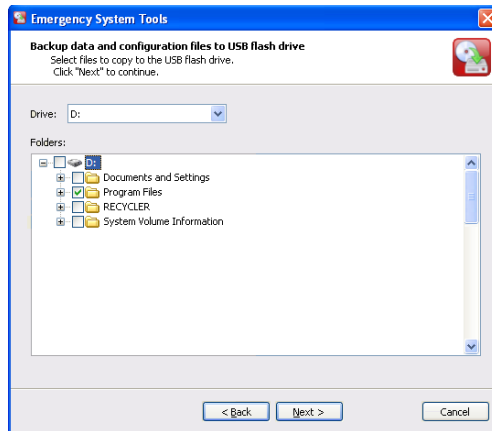 Emergency System Tools
Backup data and configuration files to USB flash drive
Select files to copy to the USB flash drive.
Click "Next" to continue.
Drive: D:
Folders:
D:
Documents and Settings
Program Files
RECYCLER
System Volume Information
< Back Next > Cancel